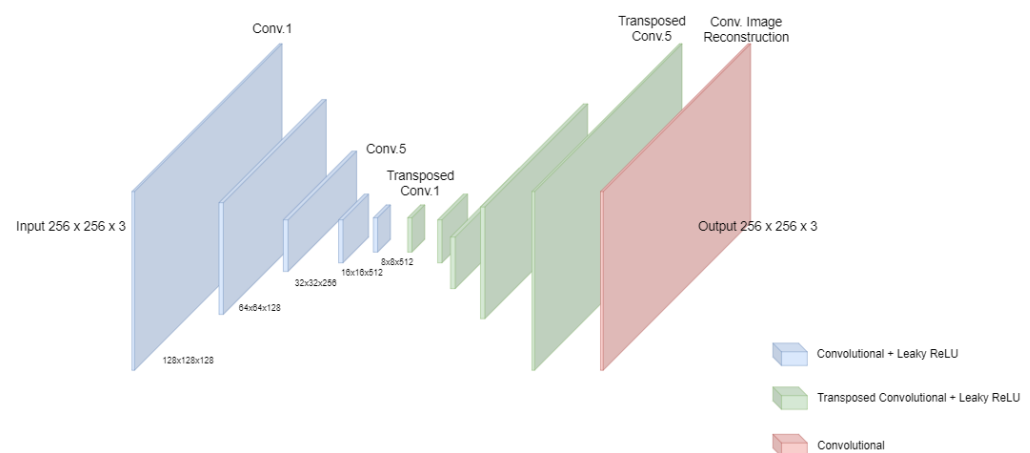 Conv.1
Transposed
Conv.5
Conv. Image
Reconstruction
Conv.5
Transposed
Conv.1
Input 256 x 256 x 3
Output 256 x 256 x 3
8x8x512
16x16x512
32x32x256
64x64x128
128x128x128
Convolutional + Leaky ReLU
Transposed Convolutional + Leaky ReLU
Convolutional